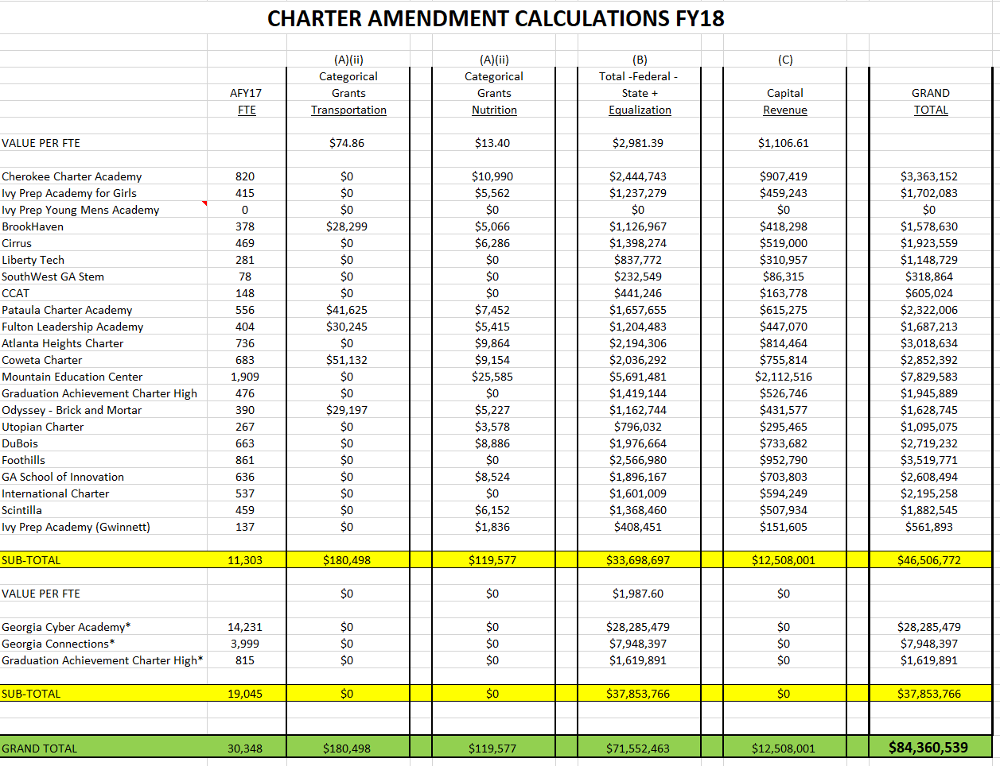 CHARTER AMENDMENT CALCULATIONS FY18
(A)(ii) (A)(ii) (B) (C)
Categorical Categorical Total -Federal -
AFY17 Grants Grants State + Capital GRAND
FTE Transportation Nutrition Equalization Revenue TOTAL
VALUE PER FTE $74.86 $13.40 $2,981.39 $1,106.61
Cherokee Charter Academy 820 $0 $10,990 $2,444,743 $907,419 $3,363,152
Ivy Prep Academy for Girls 415 $0 $5,562 $1,237,279 $459,243 $1,702,083
Ivy Prep Young Mens Academy 0 $0 $0 $0 $0 $0
BrookHaven 378 $28,299 $5,066 $1,126,967 $418,298 $1,578,630
Cirrus 469 $0 $6,286 $1,398,274 $519,000 $1,923,559
Liberty Tech 281 $0 $0 $837,772 $310,957 $1,148,729
SouthWest GA Stem 78 $0 $0 $232,549 $86,315 $318,864
CCAT 148 $0 $0 $441,246 $163,778 $605,024
Pataula Charter Academy 556 $41,625 $7,452 $1,657,655 $615,275 $2,322,006
Fulton Leadership Academy 404 $30,245 $5,415 $1,204,483 $447,070 $1,687,213
Atlanta Heights Charter 736 $0 $9,864 $2,194,306 $814,464 $3,018,634
Coweta Charter 683 $51,132 $9,154 $2,036,292 $755,814 $2,852,392
Mountain Education Center 1,909 $0 $25,585 $5,691,481 $2,112,516 $7,829,583
Graduation Achievement Charter High 476 $0 $0 $1,419,144 $526,746 $1,945,889
Odyssey - Brick and Mortar 390 $29,197 $5,227 $1,162,744 $431,577 $1,628,745
Utopian Charter 267 $0 $3,578 $796,032 $295,465 $1,095,075
DuBois 663 $0 $8,886 $1,976,664 $733,682 $2,719,232
Foothills 861 $0 $0 $2,566,980 $952,790 $3,519,771
GA School of Innovation 636 $0 $8,524 $1,896,167 $703,803 $2,608,494
International Charter 537 $0 $0 $1,601,009 $594,249 $2,195,258
Scintilla 459 $0 $6,152 $1,368,460 $507,934 $1,882,545
Ivy Prep Academy (Gwinnett) 137 $0 $1,836 $408,451 $151,605 $561,893
SUB-TOTAL 11,303 $180,498 $119,577 $33,698,697 $12,508,001 $46,506,772
VALUE PER FTE $0 $0 $1,987.60 $0
Georgia Cyber Academy* 14,231 $0 $0 $28,285,479 $0 $28,285,479
Georgia Connections* 3,999 $0 $0 $7,948,397 $0 $7,948,397
Graduation Achievement Charter High* 815 $0 $0 $1,619,891 $0 $1,619,891
SUB-TOTAL 19,045 $0 $0 $37,853,766 $0 $37,853,766
GRAND TOTAL 30,348 $180,498 $119,577 $71,552,463 $12,508,001 $84,360,539